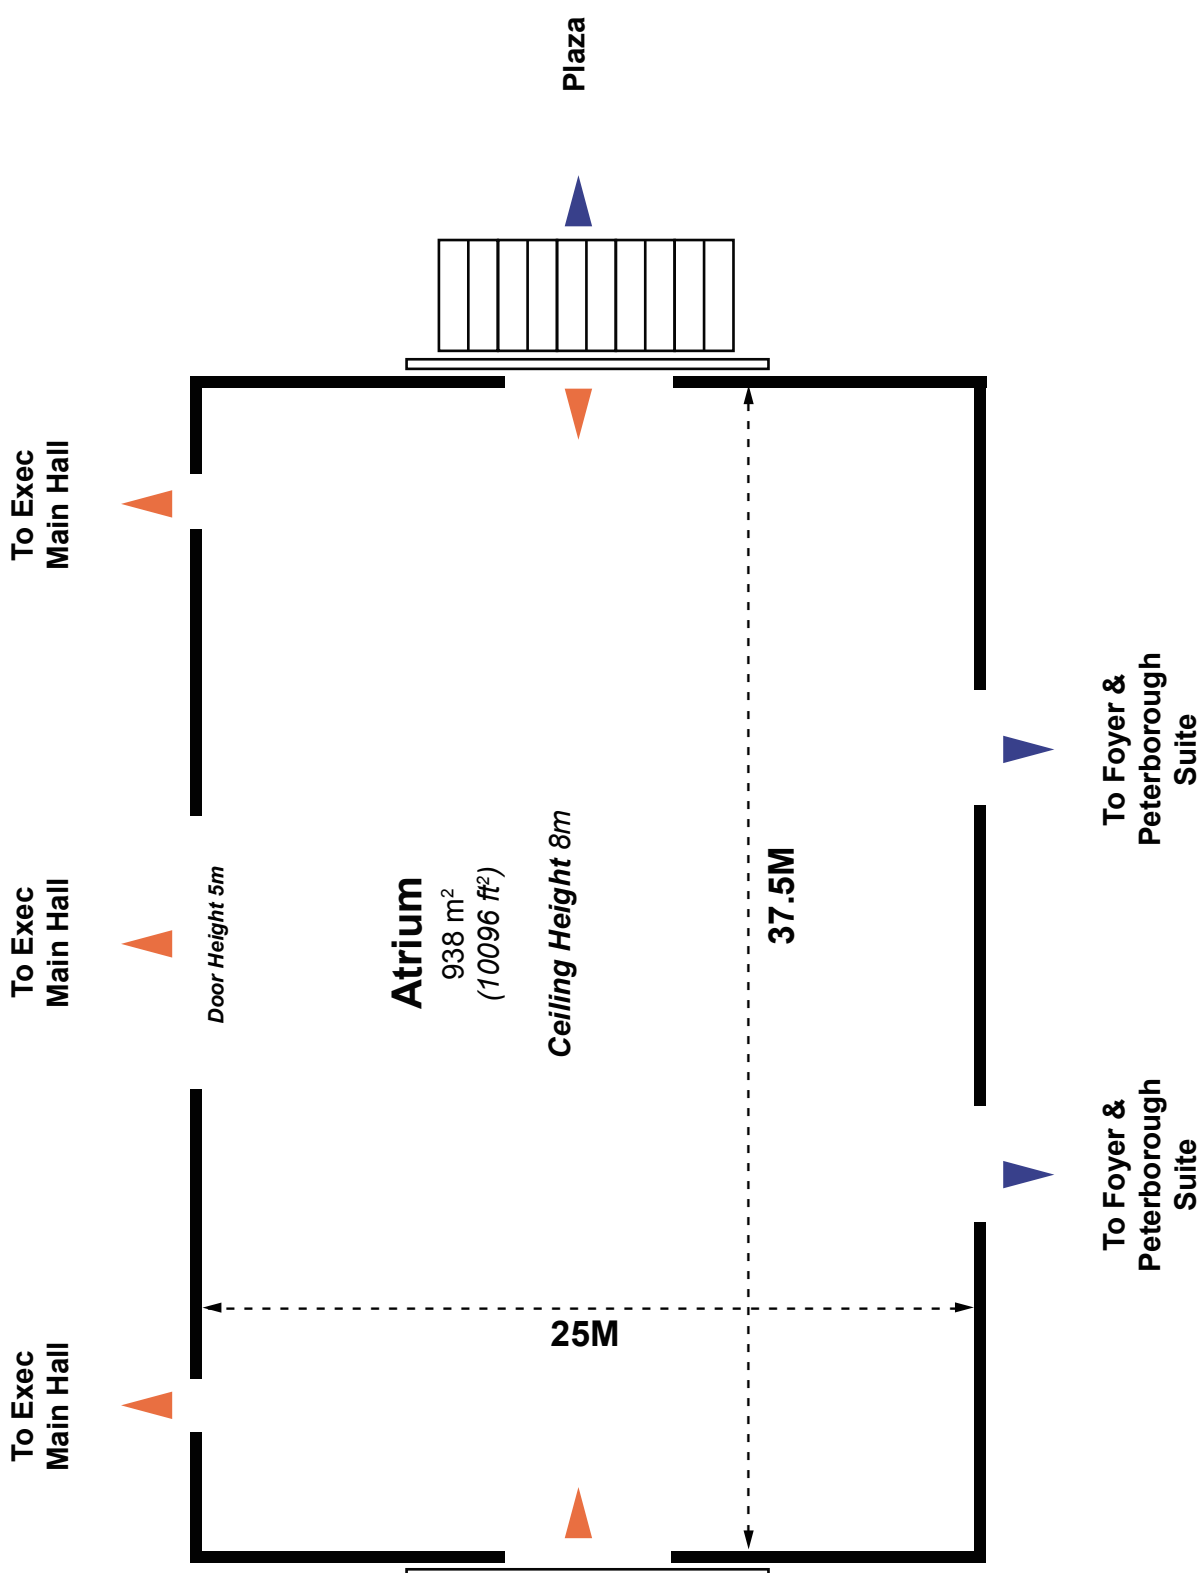 Plaza
To Exec
Main Hall
To Exec
Main Hall
To Exec
Main Hall
Door Height 5m
Atrium
938 m²
(10096 ft²)
Ceiling Height 8m
37.5M
25M
To Foyer &
Peterborough
Suite
To Foyer &
Peterborough
Suite